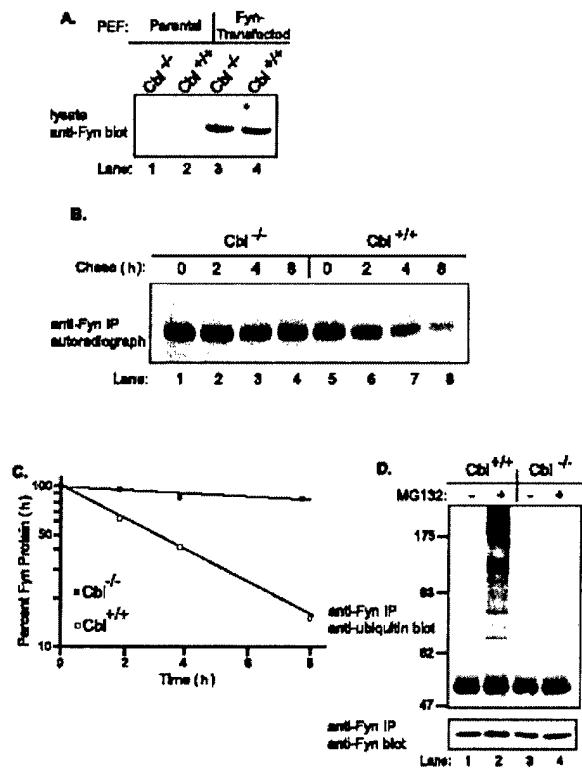 A.
PEF: Parental Fyn-Transfected
Cbl -/- Cbl +/+ Cbl -/- Cbl +/+
lysate
anti-Fyn blot
Lane: 1 2 3 4
B.
Cbl -/- Cbl +/+
Chase (h): 0 2 4 8 0 2 4 8
anti-Fyn IP
autoradiograph
Lane: 1 2 3 4 5 6 7 8
C.
Percent Fyn Protein (h)
100
50
10
Cbl -/-
Cbl +/+
0 2 4 6 8
Time (h)
D.
Cbl +/+ Cbl -/-
MG132: - + - +
175
83
62
47
anti-Fyn IP
anti-ubiquitin blot
anti-Fyn IP
anti-Fyn blot
Lane: 1 2 3 4